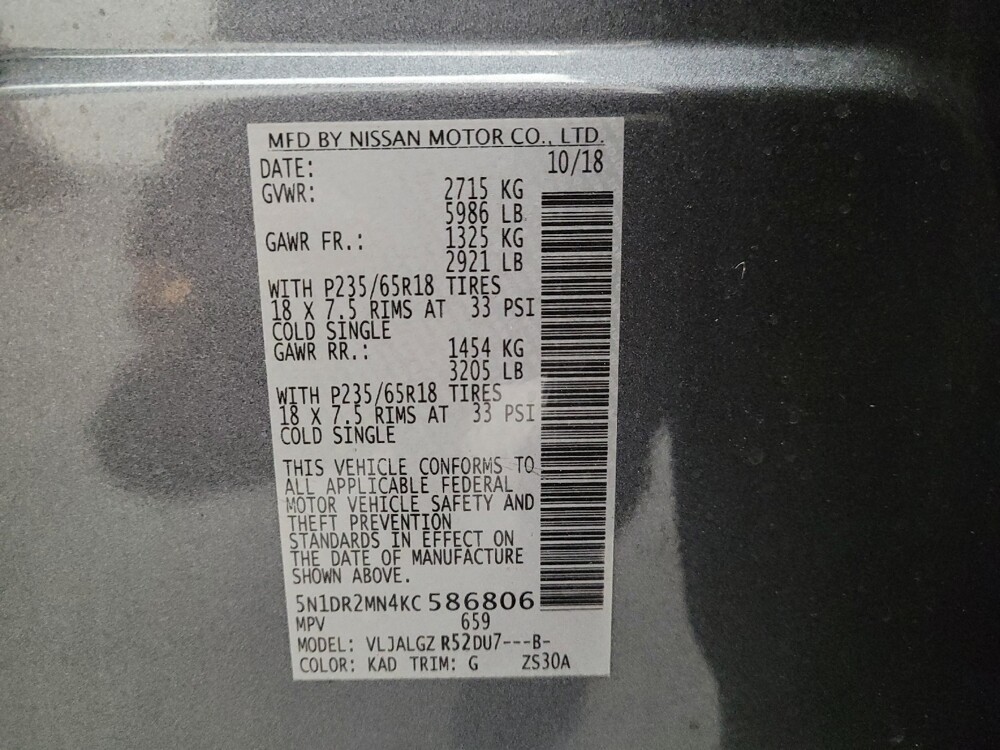 MFD BY NISSAN MOTOR CO., LTD.
DATE: 10/18
GVWR: 2715 KG
5986 LB
GAWR FR.: 1325 KG
2921 LB
WITH P235/65R18 TIRES
18 X 7.5 RIMS AT 33 PSI
COLD SINGLE
GAWR RR.: 1454 KG
3205 LB
WITH P235/65R18 TIRES
18 X 7.5 RIMS AT 33 PSI
COLD SINGLE
THIS VEHICLE CONFORMS TO
ALL APPLICABLE FEDERAL
MOTOR VEHICLE SAFETY AND
THEFT PREVENTION
STANDARDS IN EFFECT ON
THE DATE OF MANUFACTURE
SHOWN ABOVE.
5N1DR2MN4KC 586806
MPV 659
MODEL: VLJALGZ R52DU7---B-
COLOR: KAD TRIM: G ZS30A